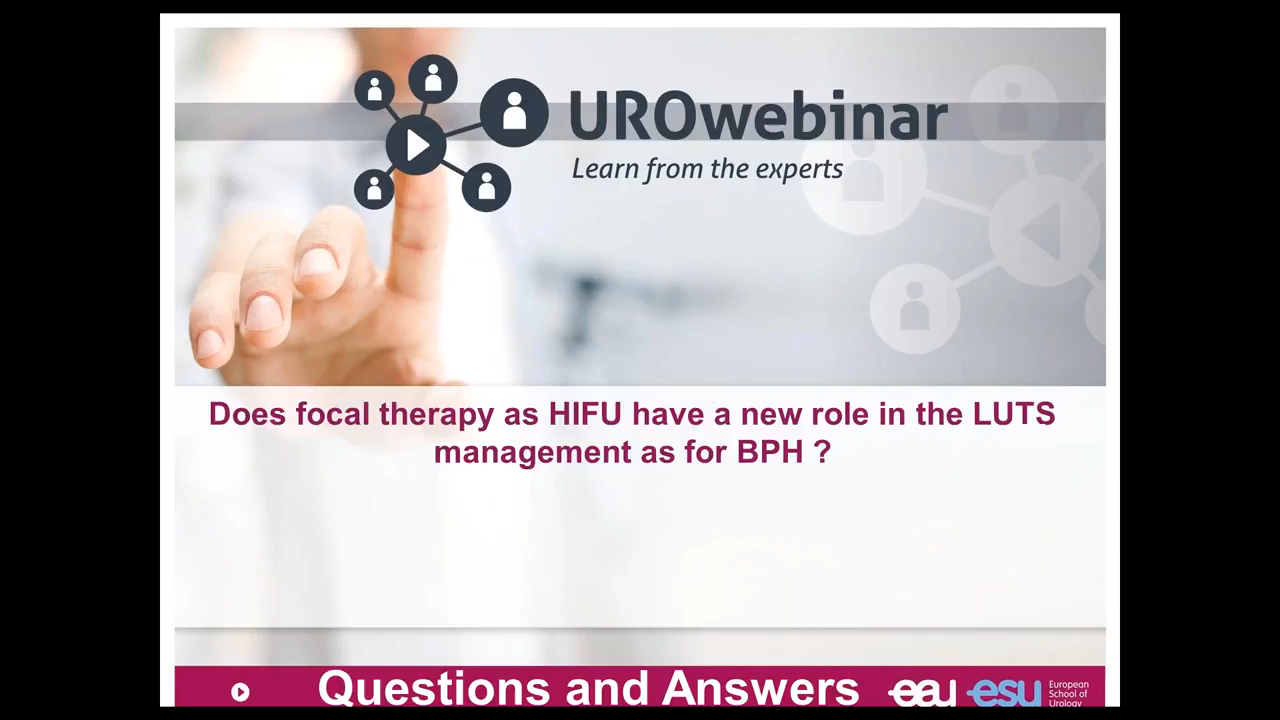 UROwebinar
Learn from the experts
Does focal therapy as HIFU have a new role in the LUTS
management as for BPH ?
Questions and Answers
eau esu
European
School of
Urology